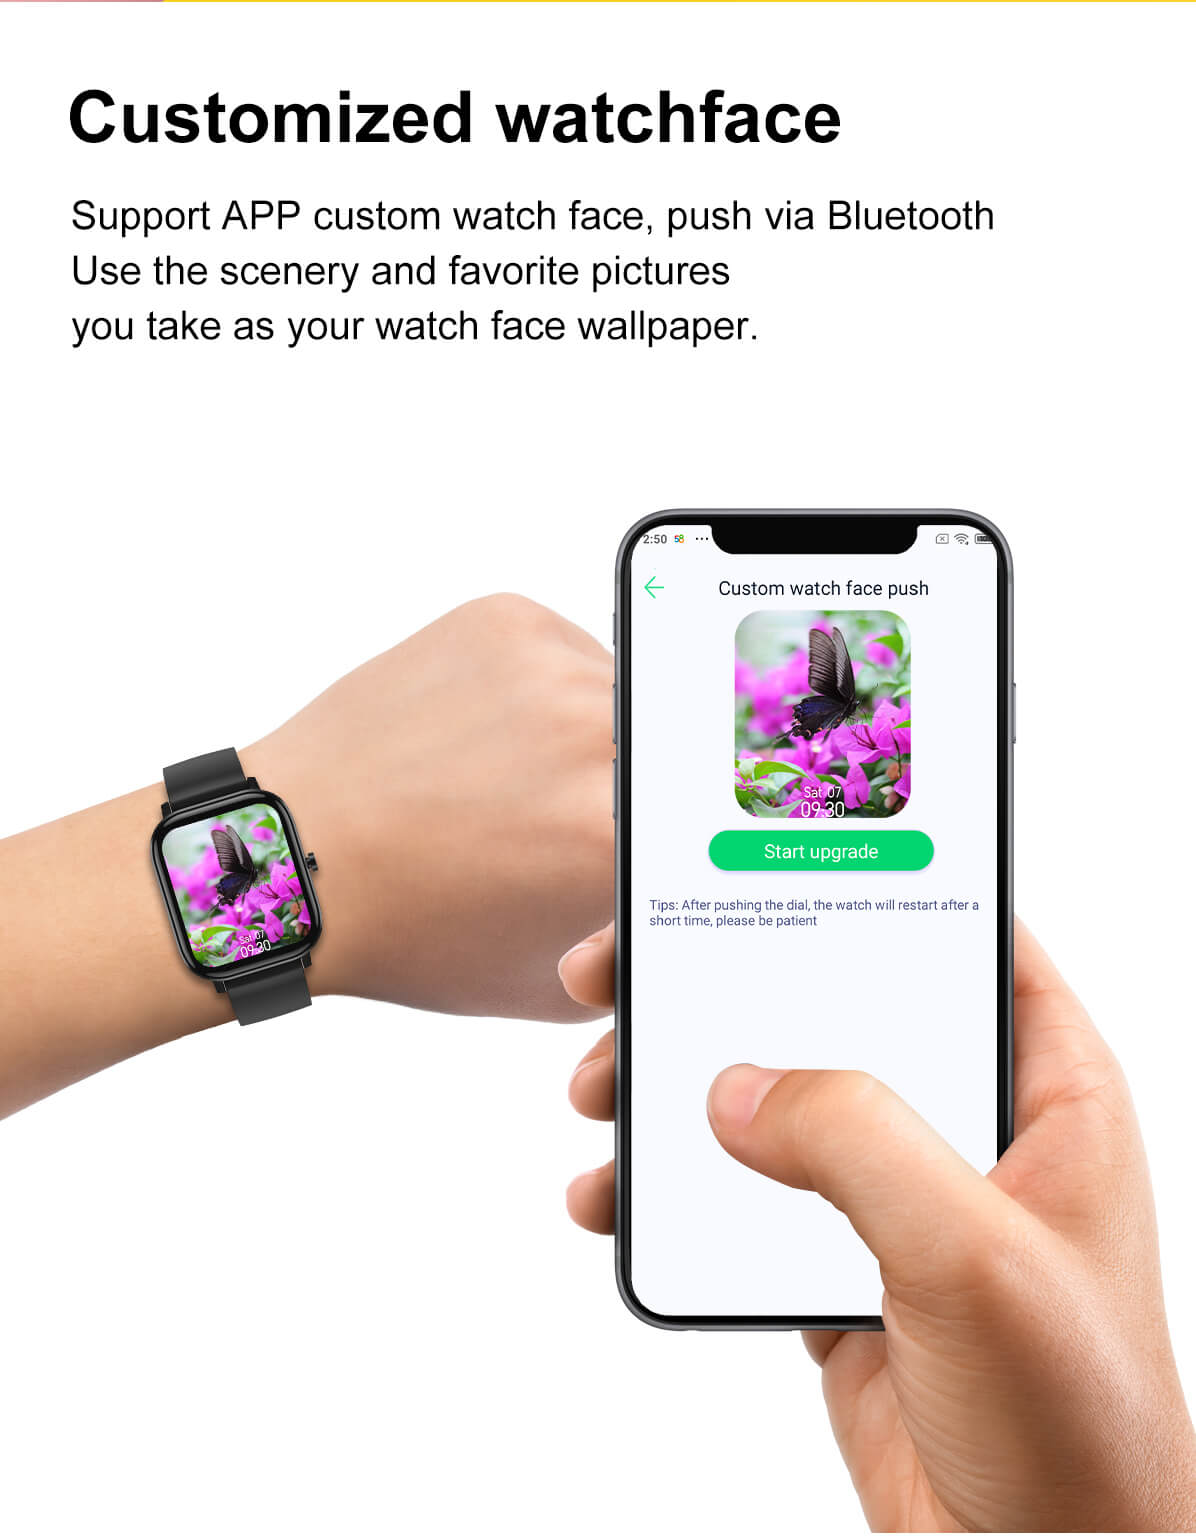 Customized watchface
Support APP custom watch face, push via Bluetooth
Use the scenery and favorite pictures
you take as your watch face wallpaper.
2:50 58 ...
Custom watch face push
Sat 07
09:30
Start upgrade
Tips: After pushing the dial, the watch will restart after a
short time, please be patient
Sat 07
09:30